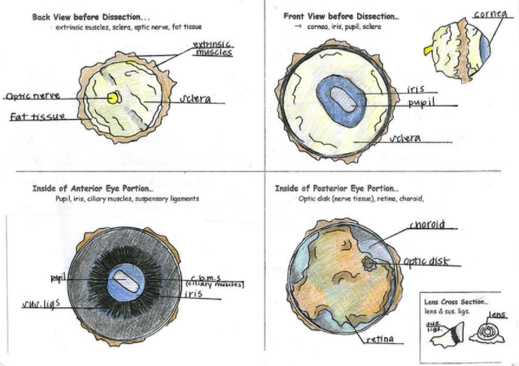 Back View before Dissection...
extrinsic muscles, sclera, optic nerve, fat tissue
extrinsic
muscles
Optic nerve
sclera
Fat tissue
Front View before Dissection...
→ cornea, iris, pupil, sclera
cornea
iris
pupil
sclera
Inside of Anterior Eye Portion...
Pupil, iris, ciliary muscles, suspensory ligaments
pupil
c.b.m.s
(ciliary muscles)
iris
sus. ligs
Inside of Posterior Eye Portion...
Optic disk (nerve tissue), retina, choroid,
choroid
optic disk
retina
Lens Cross Section...
lens & sus. ligs.
sus.
ligs.
lens